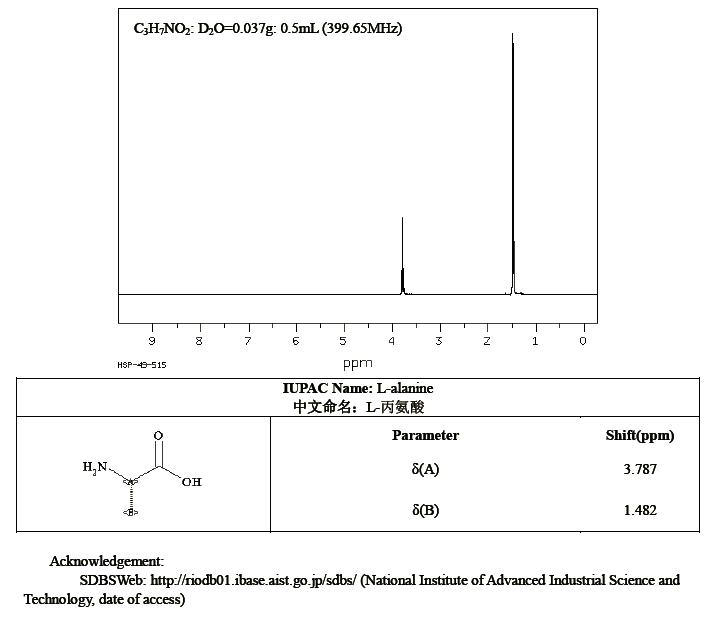 C₃H₇NO₂: D₂O=0.037g: 0.5mL (399.65MHz)
9 8 7 6 5 4 3 2 1 0
HSP-49-515
ppm
IUPAC Name: L-alanine
中文命名：L-丙氨酸
Parameter Shift(ppm)
O
H₂N
A
OH
B
δ(A) 3.787
δ(B) 1.482
Acknowledgement:
SDBSWeb: http://riodb01.ibase.aist.go.jp/sdbs/ (National Institute of Advanced Industrial Science and
Technology, date of access)